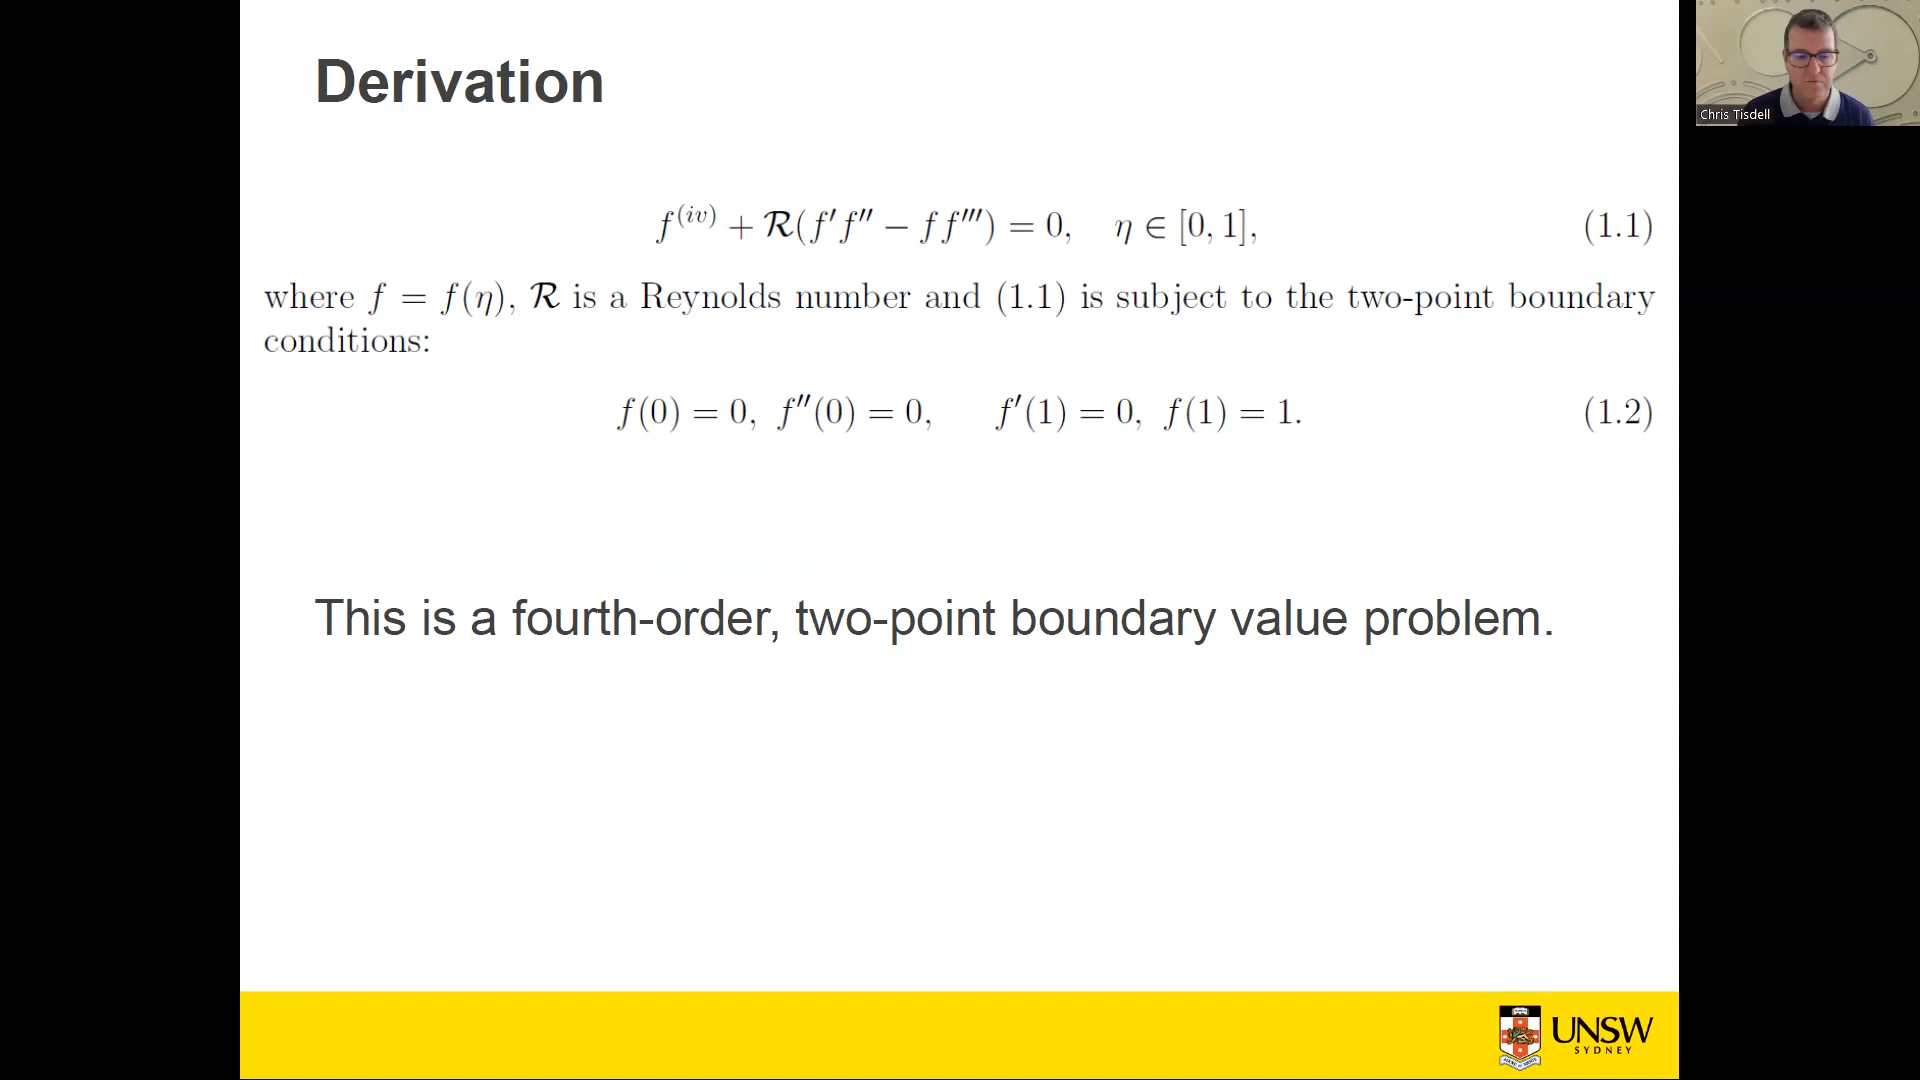 Derivation
f^{(iv)} + \mathcal{R}(f'f'' − ff''') = 0, η ∈ [0, 1], (1.1)
where f = f(η), \mathcal{R} is a Reynolds number and (1.1) is subject to the two-point boundary
conditions:
f(0) = 0, f''(0) = 0, f'(1) = 0, f(1) = 1. (1.2)
This is a fourth-order, two-point boundary value problem.
Chris Tisdell
UNSW
SYDNEY